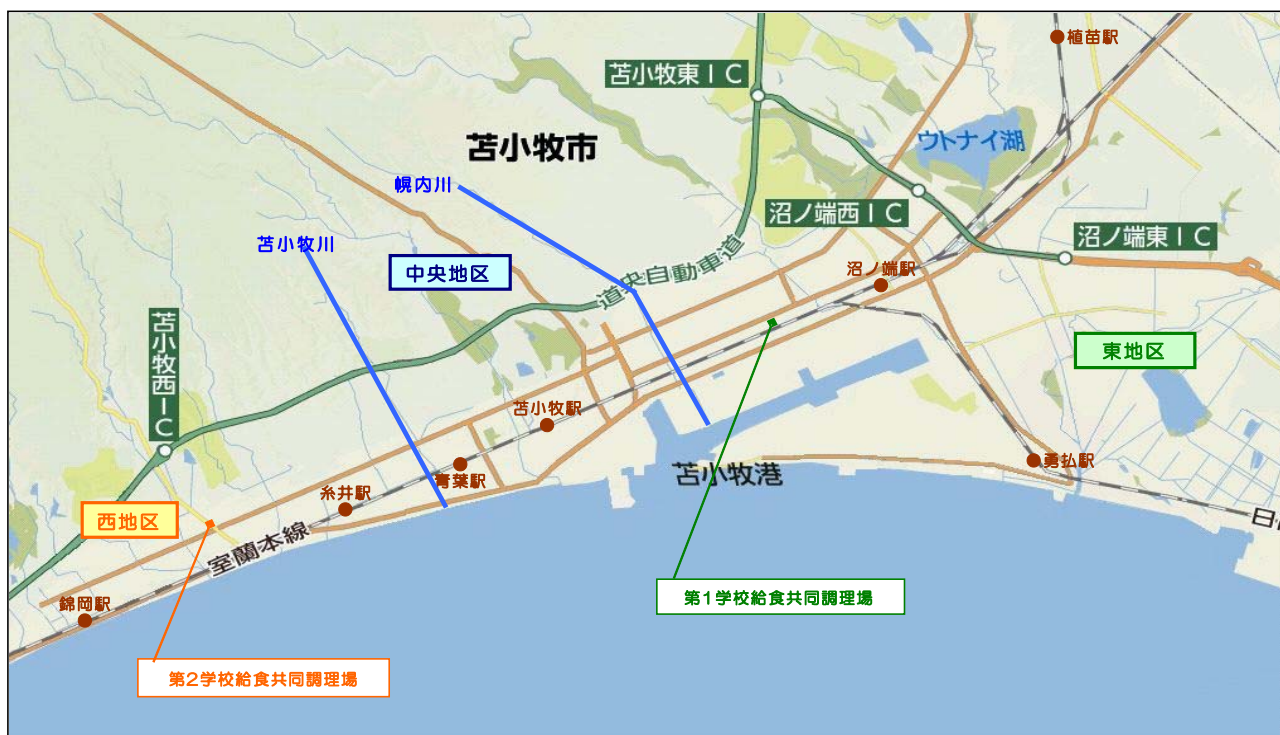 植苗駅
苫小牧東IC
ウトナイ湖
苫小牧市
幌内川
沼ノ端西IC
沼ノ端東IC
苫小牧川
中央地区
道央自動車道
沼ノ端駅
苫小牧西IC
東地区
苫小牧駅
青葉駅
苫小牧港
勇払駅
糸井駅
西地区
日
室蘭本線
第1学校給食共同調理場
錦岡駅
第2学校給食共同調理場